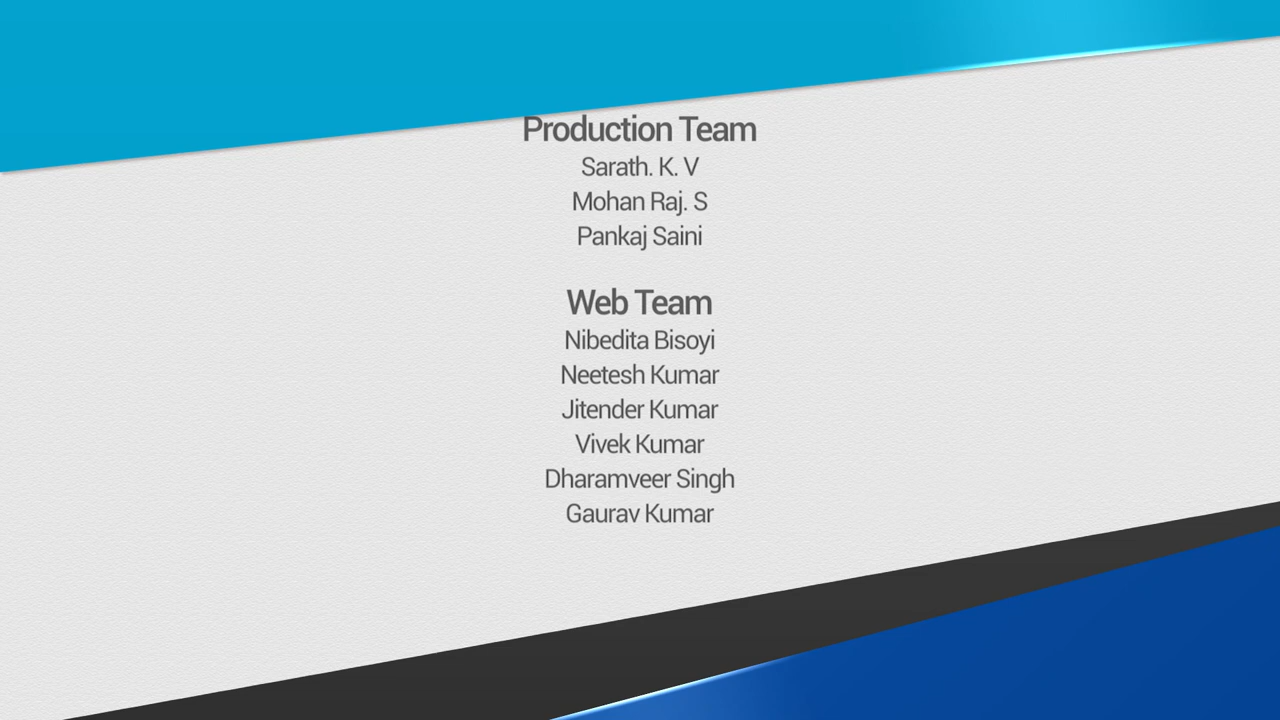 Production Team
Sarath. K. V
Mohan Raj. S
Pankaj Saini
Web Team
Nibedita Bisoyi
Neetesh Kumar
Jitender Kumar
Vivek Kumar
Dharamveer Singh
Gaurav Kumar